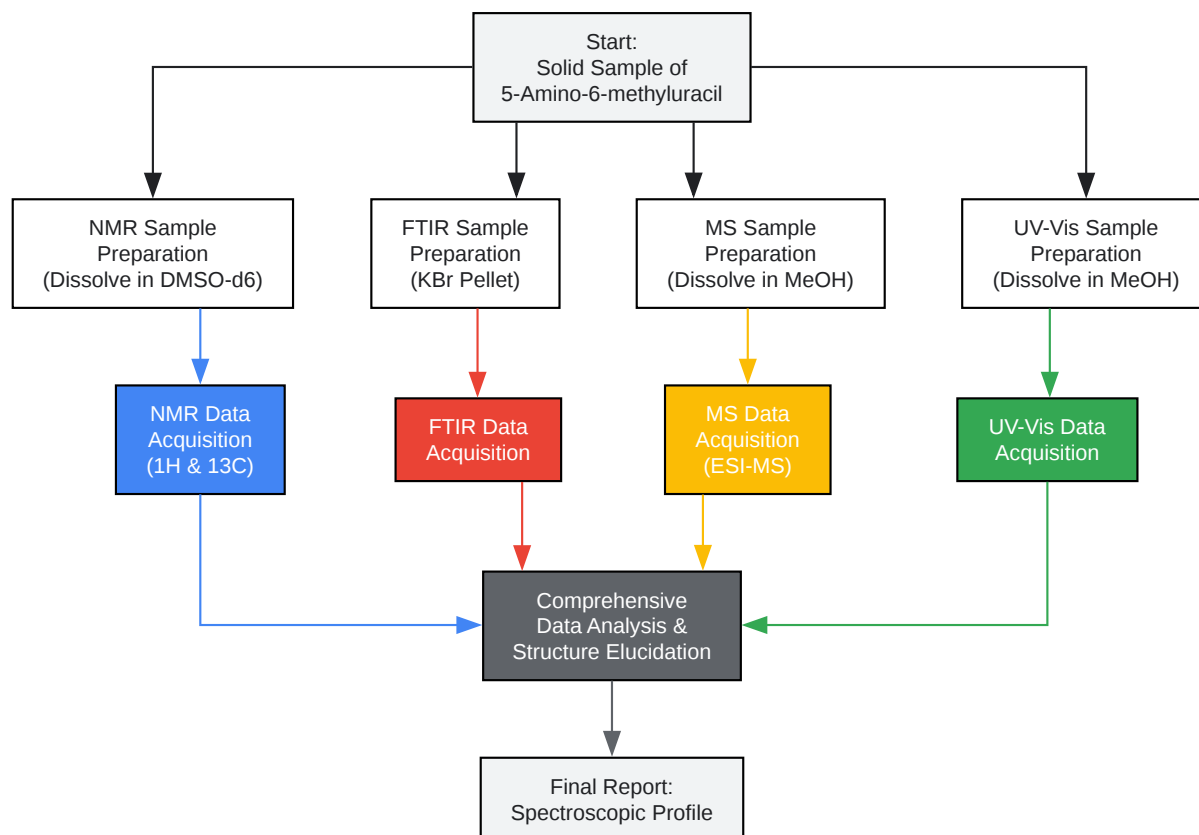 Start:
Solid Sample of
5-Amino-6-methyluracil
NMR Sample
Preparation
(Dissolve in DMSO-d6)
FTIR Sample
Preparation
(KBr Pellet)
MS Sample
Preparation
(Dissolve in MeOH)
UV-Vis Sample
Preparation
(Dissolve in MeOH)
NMR Data
Acquisition
(1H & 13C)
FTIR Data
Acquisition
MS Data
Acquisition
(ESI-MS)
UV-Vis Data
Acquisition
Comprehensive
Data Analysis &
Structure Elucidation
Final Report:
Spectroscopic Profile